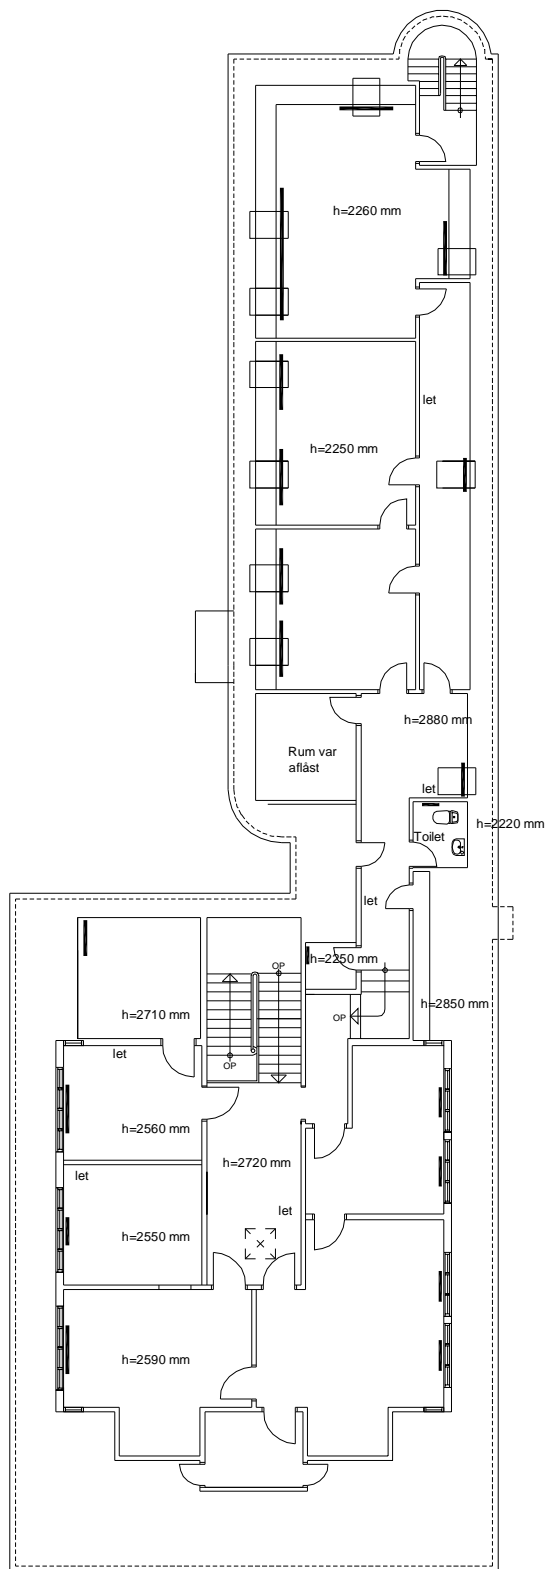 h=2260 mm
let
h=2250 mm
h=2880 mm
Rum var
aflåst
let
h=2220 mm
Toilet
let
h=2250 mm
OP
h=2850 mm
h=2710 mm
OP
let
OP
h=2560 mm
h=2720 mm
let
let
h=2550 mm
h=2590 mm